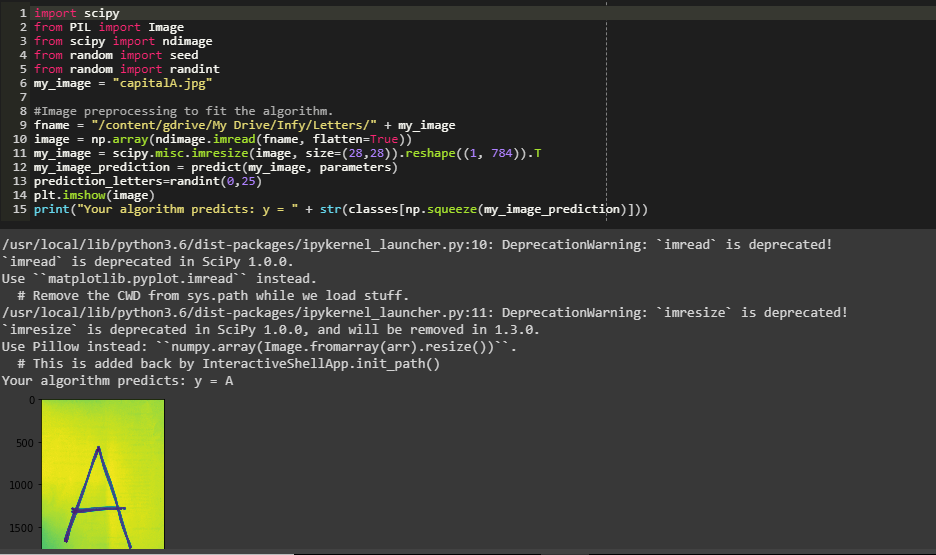 1 import scipy
2 from PIL import Image
3 from scipy import ndimage
4 from random import seed
5 from random import randint
6 my_image = "capitalA.jpg"
7
8 #Image preprocessing to fit the algorithm.
9 fname = "/content/gdrive/My Drive/Infy/Letters/" + my_image
10 image = np.array(ndimage.imread(fname, flatten=True))
11 my_image = scipy.misc.imresize(image, size=(28,28)).reshape((1, 784)).T
12 my_image_prediction = predict(my_image, parameters)
13 prediction_letters=randint(0,25)
14 plt.imshow(image)
15 print("Your algorithm predicts: y = " + str(classes[np.squeeze(my_image_prediction)]))
/usr/local/lib/python3.6/dist-packages/ipykernel_launcher.py:10: DeprecationWarning: `imread` is deprecated!
`imread` is deprecated in SciPy 1.0.0.
Use ``matplotlib.pyplot.imread`` instead.
  # Remove the CWD from sys.path while we load stuff.
/usr/local/lib/python3.6/dist-packages/ipykernel_launcher.py:11: DeprecationWarning: `imresize` is deprecated!
`imresize` is deprecated in SciPy 1.0.0, and will be removed in 1.3.0.
Use Pillow instead: ``numpy.array(Image.fromarray(arr).resize())``.
  # This is added back by InteractiveShellApp.init_path()
Your algorithm predicts: y = A
0
500
1000
1500
A